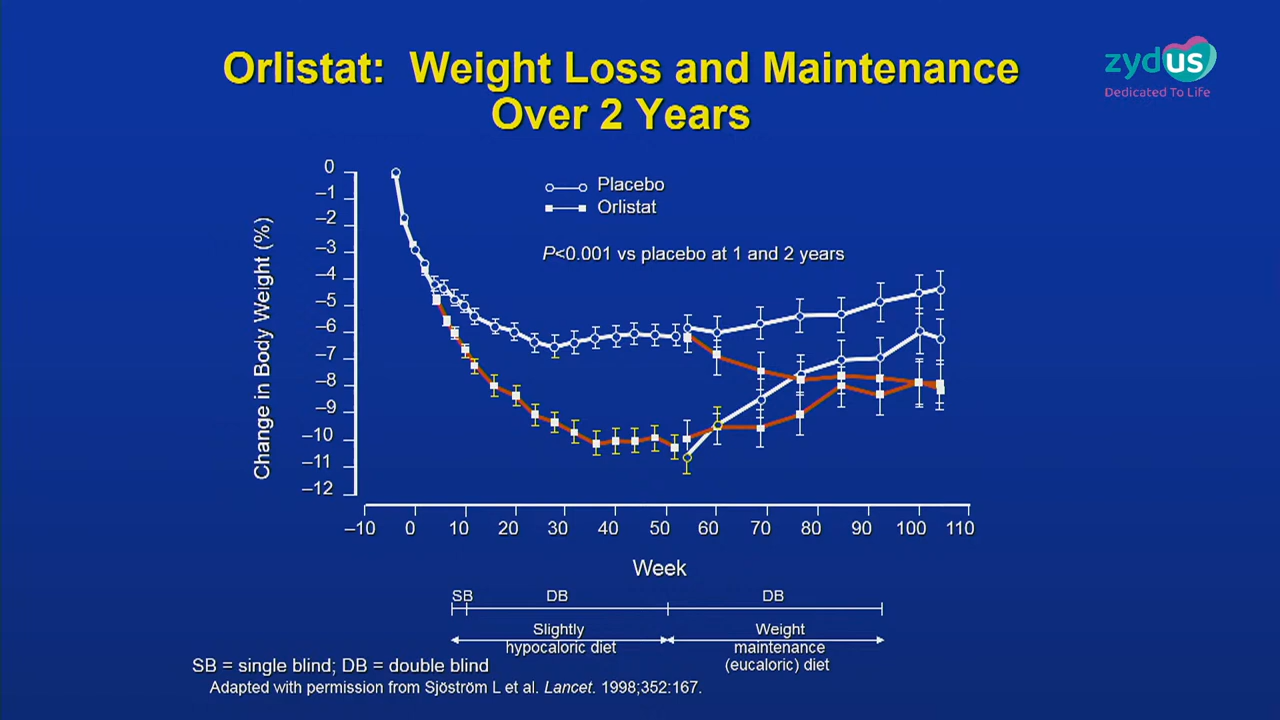 Orlistat: Weight Loss and Maintenance
Over 2 Years
zydus
Dedicated To Life
Placebo
Orlistat
P<0.001 vs placebo at 1 and 2 years
Change in Body Weight (%)
0
–1
–2
–3
–4
–5
–6
–7
–8
–9
–10
–11
–12
–10 0 10 20 30 40 50 60 70 80 90 100 110
Week
SB DB DB
Slightly
hypocaloric diet
Weight
maintenance
(eucaloric) diet
SB = single blind; DB = double blind
Adapted with permission from Sjöström L et al. Lancet. 1998;352:167.